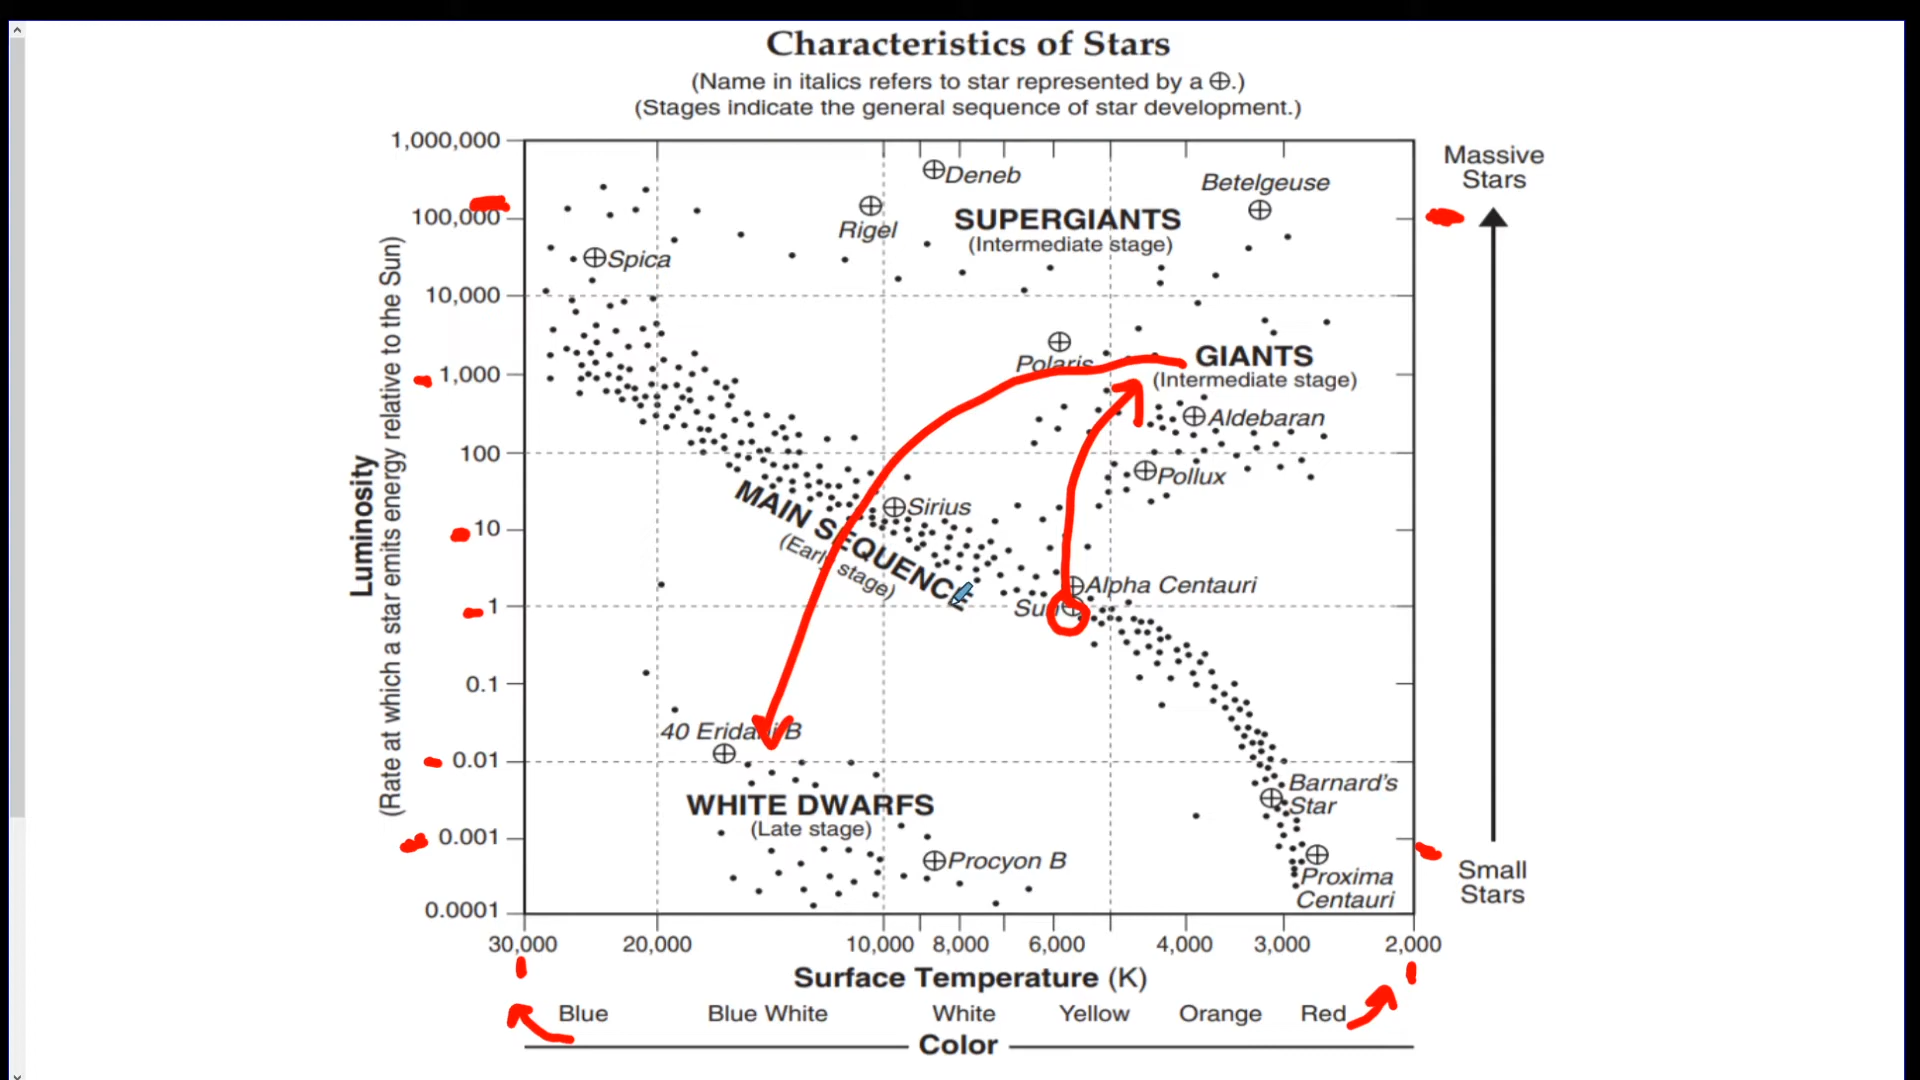 Characteristics of Stars
(Name in italics refers to star represented by a ⊕.)
(Stages indicate the general sequence of star development.)
1,000,000
100,000
10,000
1,000
100
10
1
0.1
0.01
0.001
0.0001
Luminosity
(Rate at which a star emits energy relative to the Sun)
Massive
Stars
Small
Stars
Deneb
Betelgeuse
Rigel
SUPERGIANTS
(Intermediate stage)
Spica
Polaris
GIANTS
(Intermediate stage)
Aldebaran
Pollux
MAIN SEQUENCE
(Early stage)
Sirius
Alpha Centauri
Sun
40 Eridani B
WHITE DWARFS
(Late stage)
Procyon B
Barnard's
Star
Proxima
Centauri
30,000 20,000 10,000 8,000 6,000 4,000 3,000 2,000
Surface Temperature (K)
Blue Blue White White Yellow Orange Red
Color